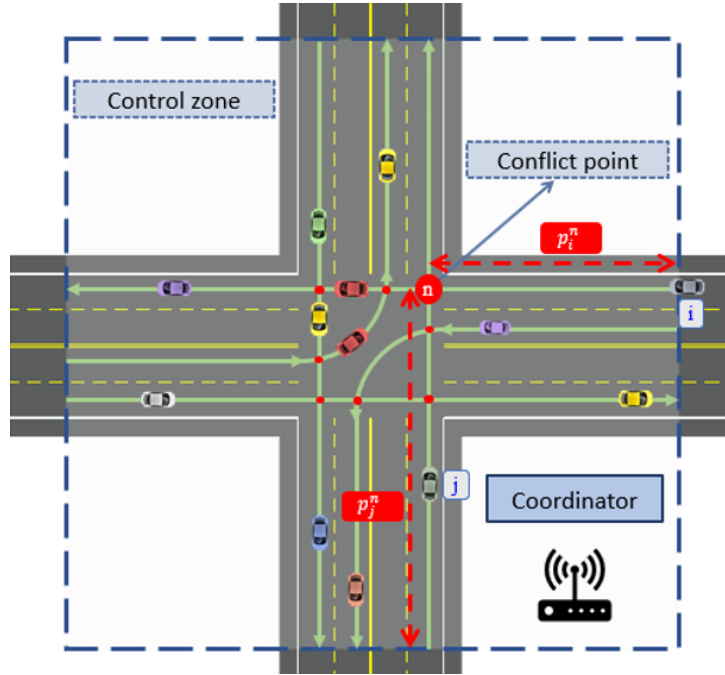 Control zone
Conflict point
$p_i^n$
n
i
j
$p_j^n$
Coordinator